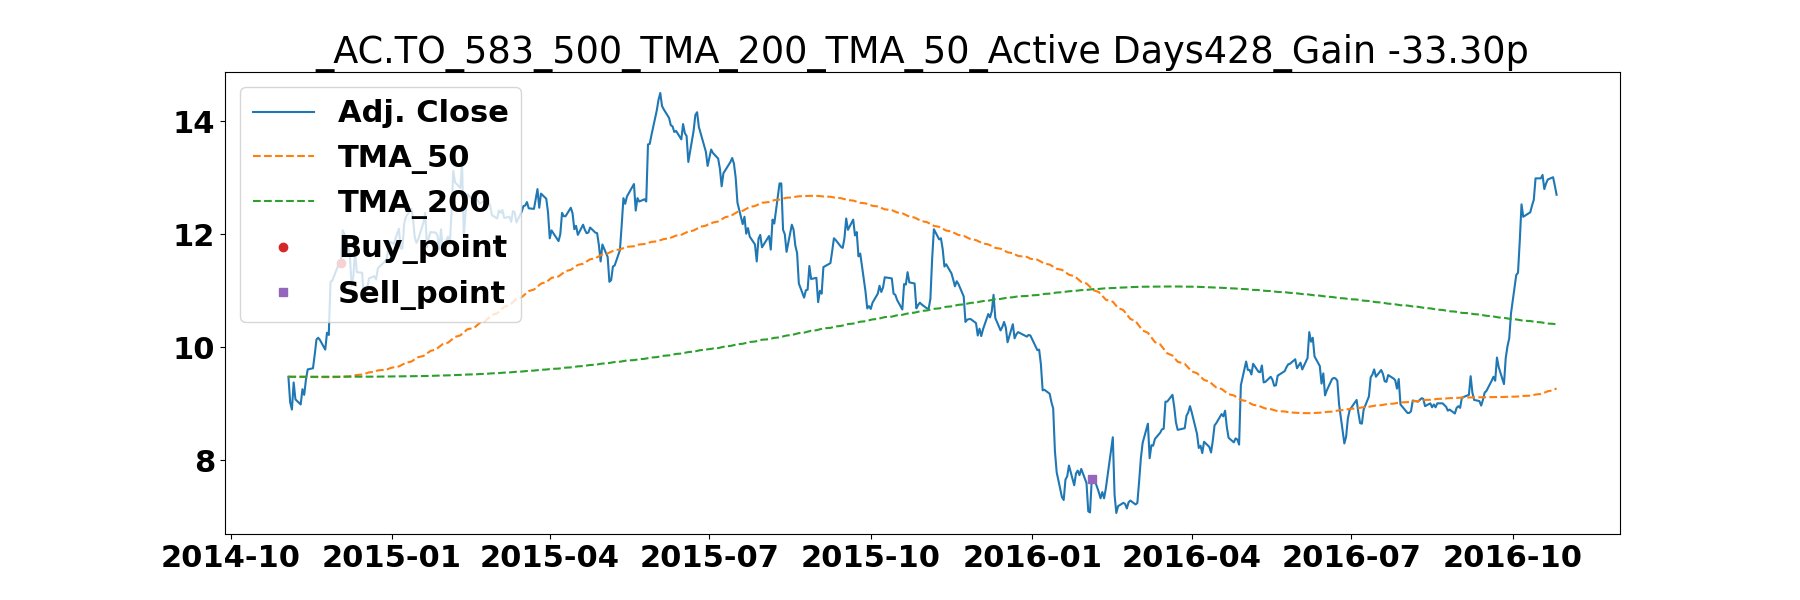 _AC.TO_583_500_TMA_200_TMA_50_Active Days428_Gain -33.30p
Adj. Close
TMA_50
TMA_200
Buy_point
Sell_point
14
12
10
8
2014-10 2015-01 2015-04 2015-07 2015-10 2016-01 2016-04 2016-07 2016-10